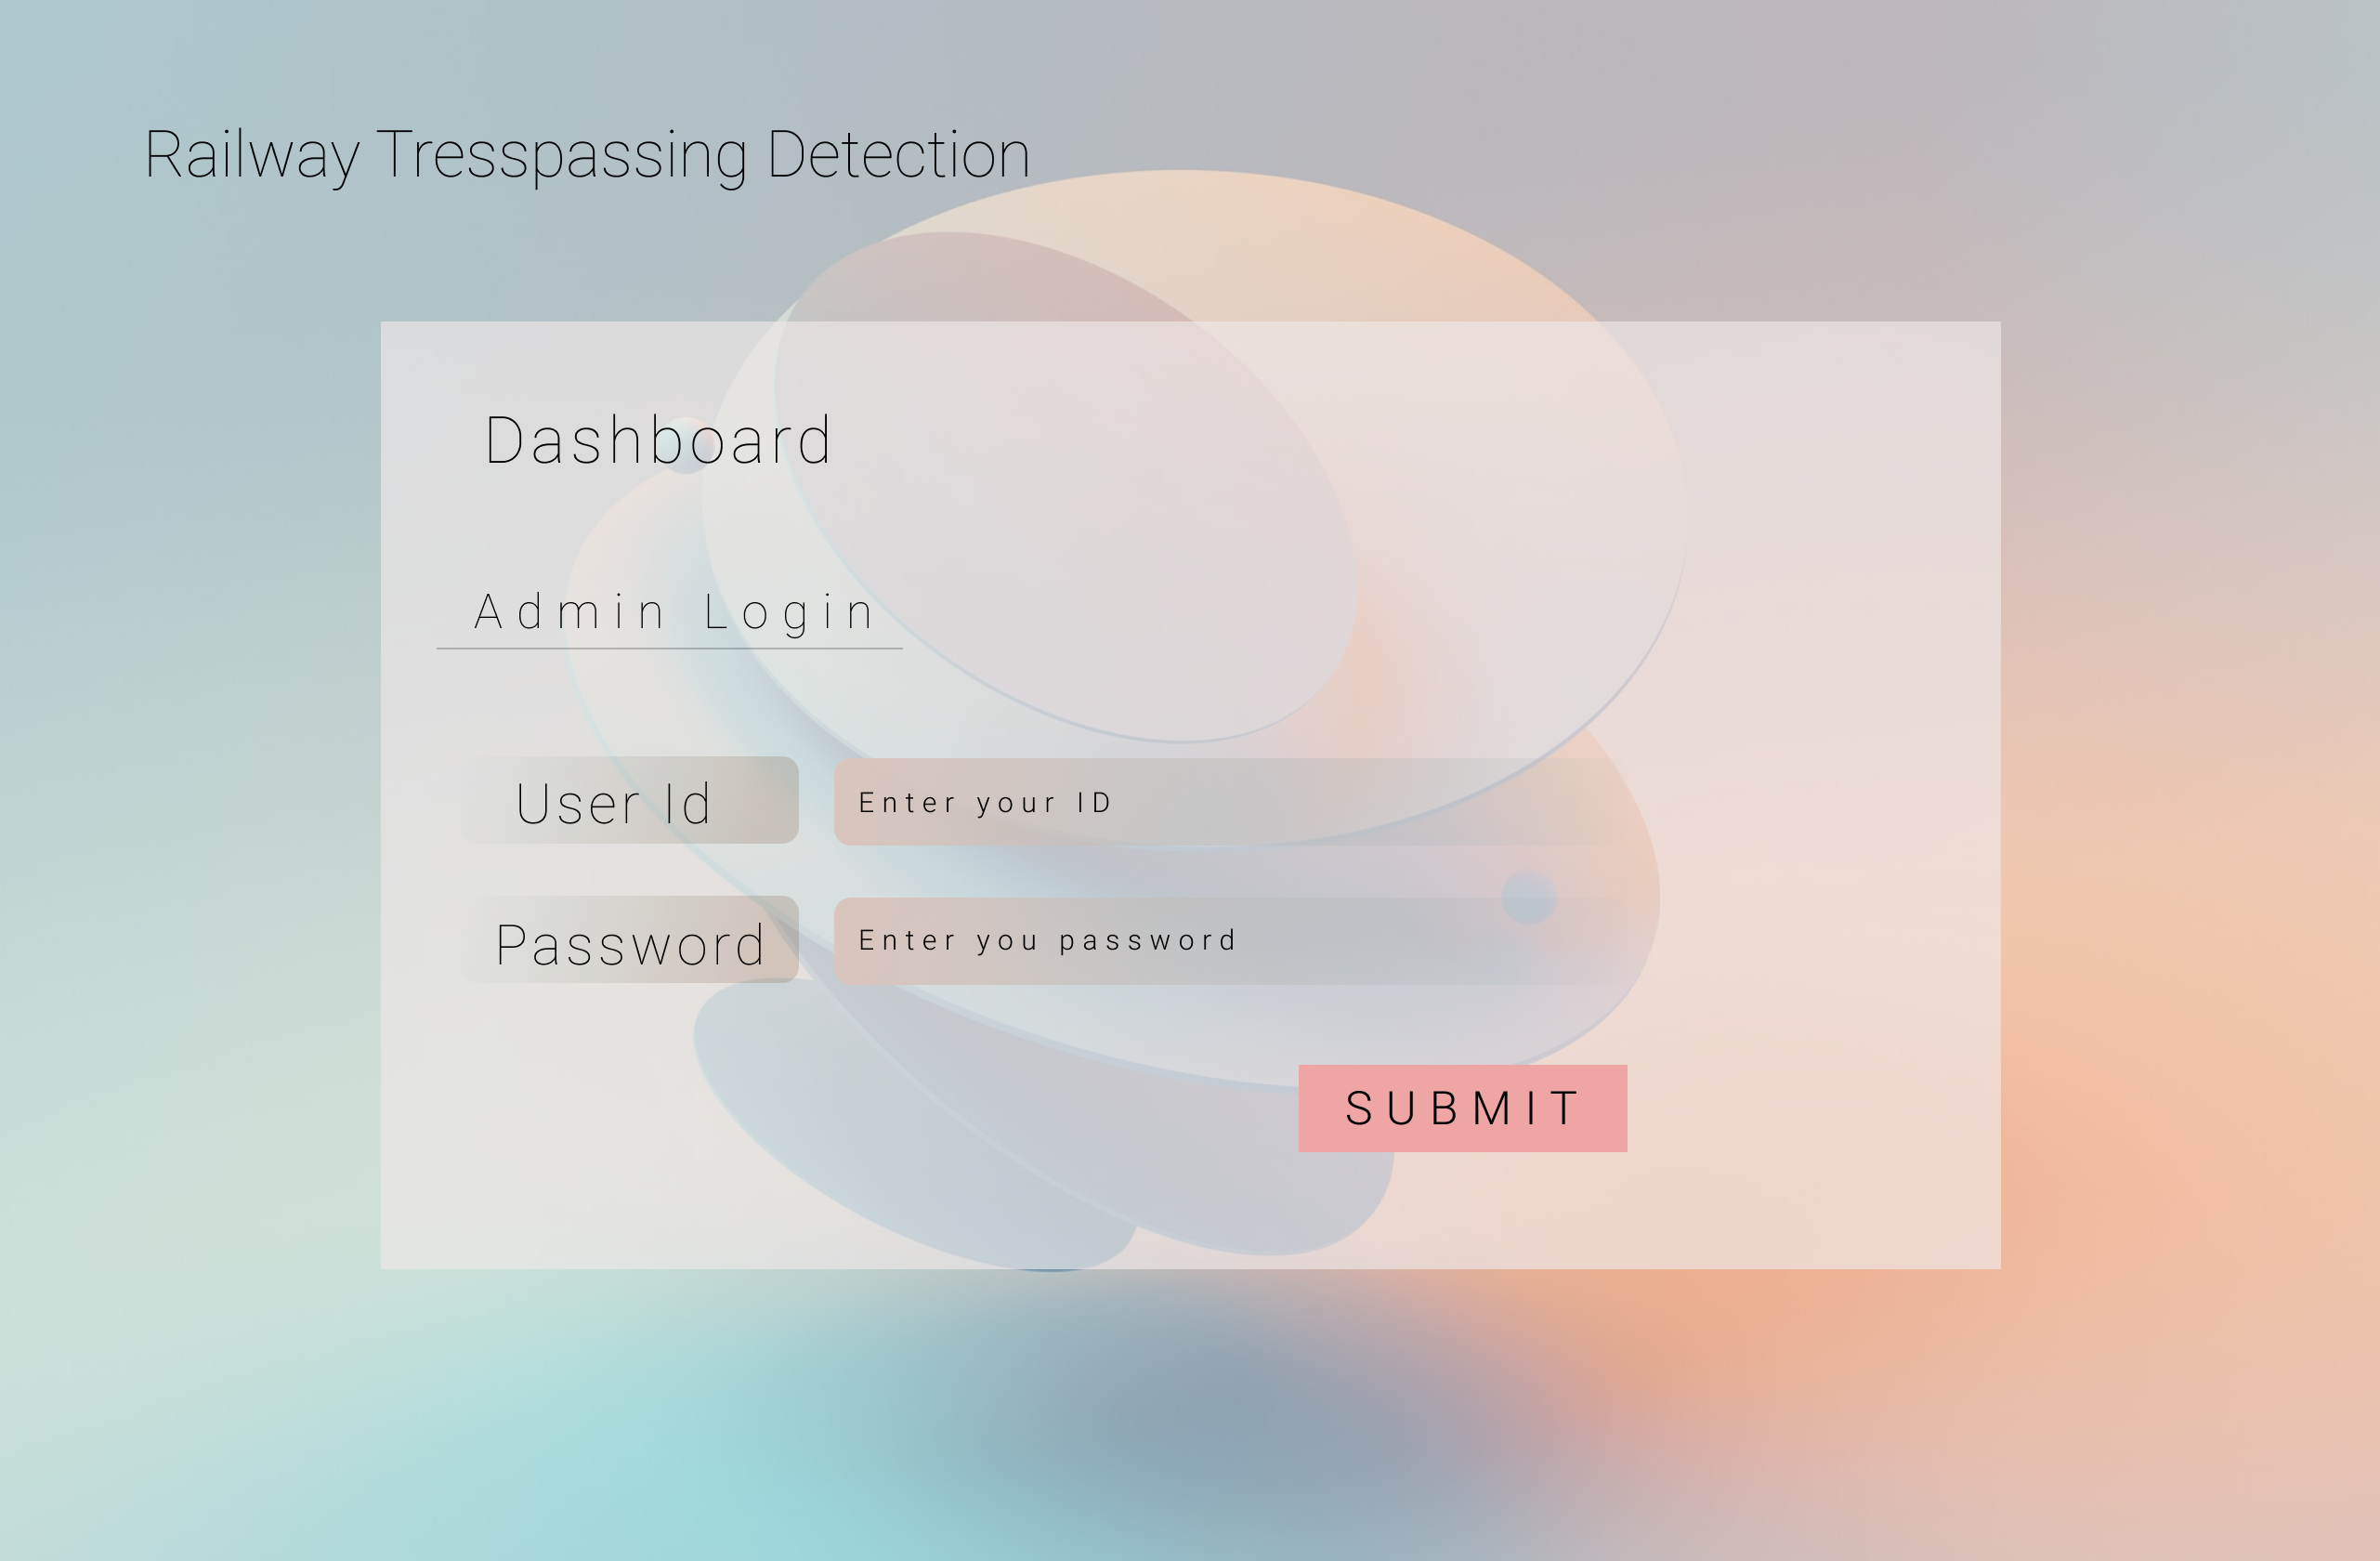 Railway Tresspassing Detection
Dashboard
Admin Login
User Id
Enter your ID
Password
Enter you password
SUBMIT